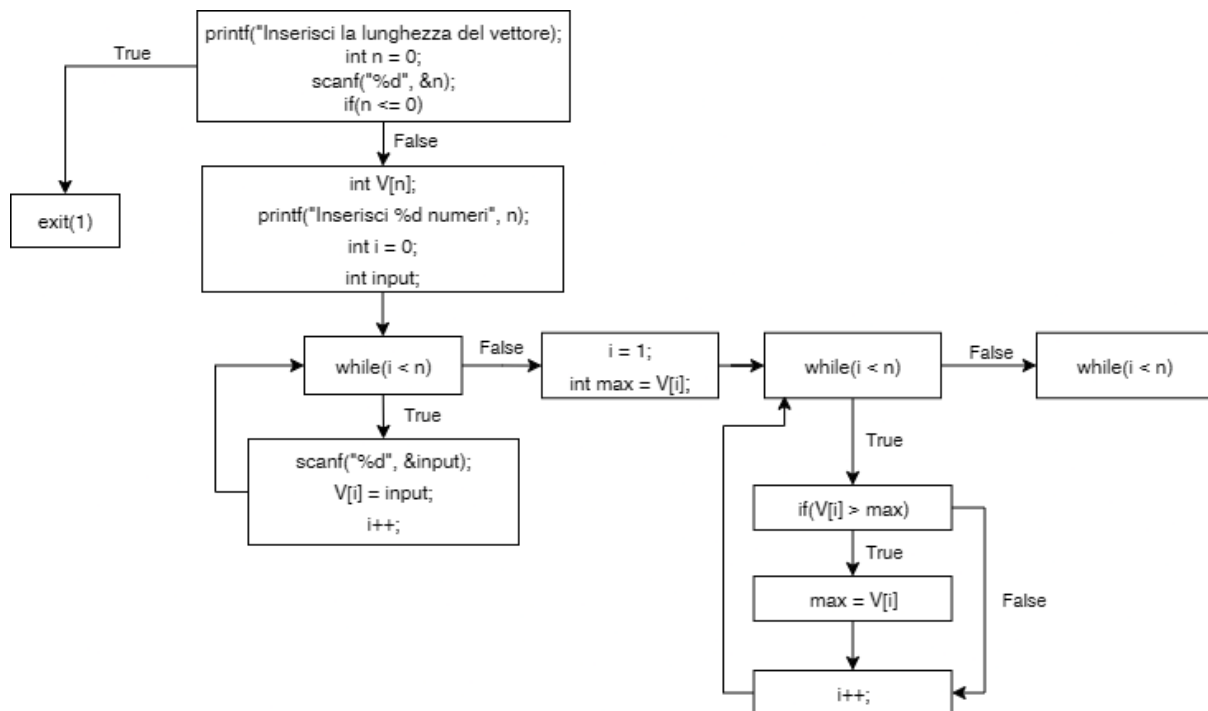 printf("Inserisci la lunghezza del vettore);
int n = 0;
scanf("%d", &n);
if(n <= 0)
True
False
exit(1)
int V[n];
printf("Inserisci %d numeri", n);
int i = 0;
int input;
while(i < n)
False
True
scanf("%d", &input);
V[i] = input;
i++;
i = 1;
int max = V[i];
while(i < n)
False
while(i < n)
True
if(V[i] > max)
True
False
max = V[i]
i++;